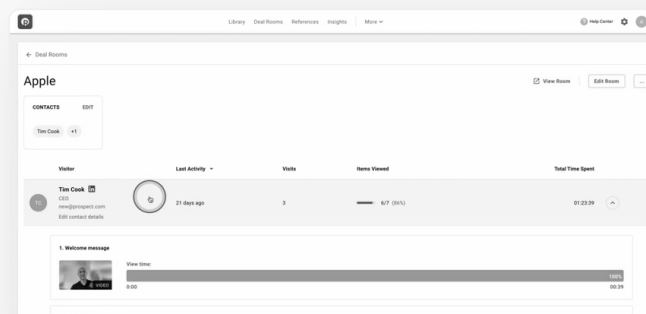 Library Deal Rooms References Insights More Help Center A
← Deal Rooms
Apple View Room Edit Room ...
CONTACTS EDIT
Tim Cook +1
Visitor Last Activity Visits Items Viewed Total Time Spent
TC Tim Cook in
CEO
new@prospect.com 21 days ago 3 6/7 (86%) 01:23:39
Edit contact details
1. Welcome message
View time:
100%
VIDEO
0:00 00:39